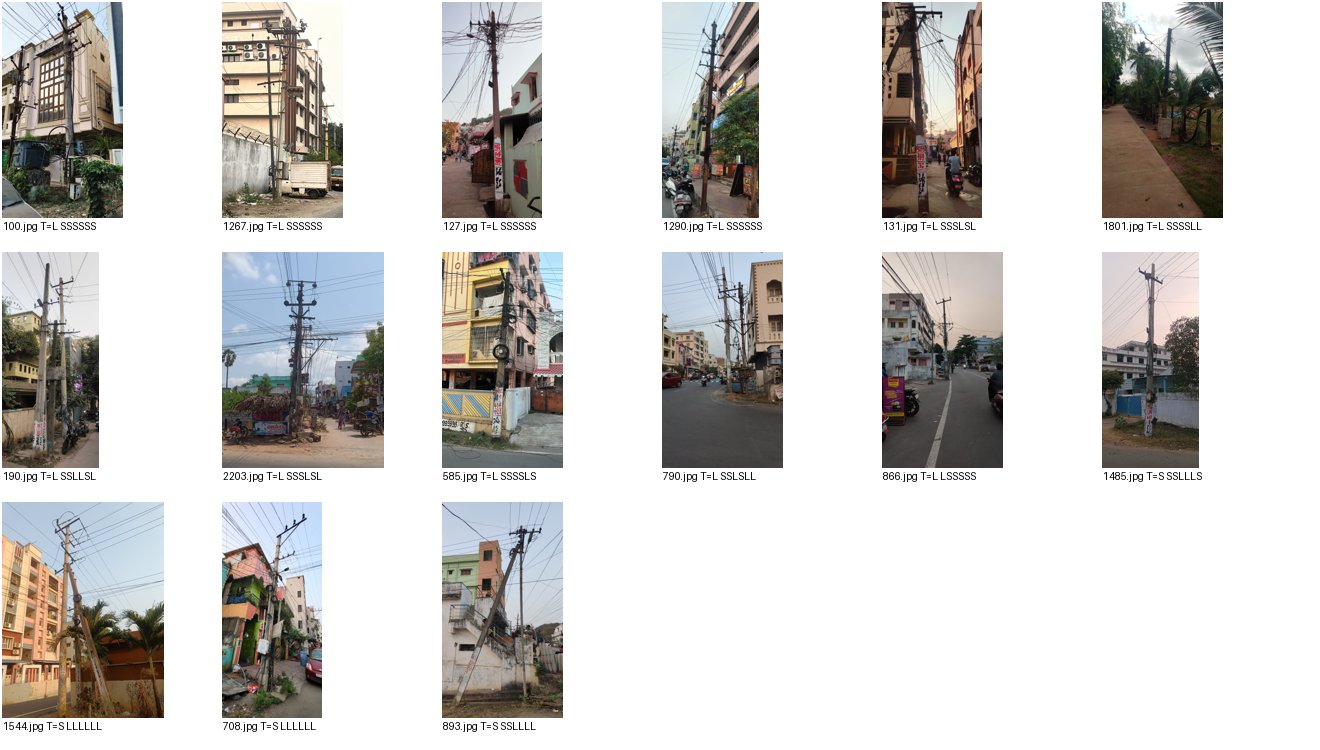 100.jpg T=L SSSSSS
1267.jpg T=L SSSSSS
127.jpg T=L SSSSSS
1290.jpg T=L SSSSSS
131.jpg T=L SSSLSL
1801.jpg T=L SSSSLL
190.jpg T=L SSLLSL
2203.jpg T=L SSSLSL
585.jpg T=L SSSSLS
790.jpg T=L SSLSLL
866.jpg T=L LSSSSS
1485.jpg T=S SSLLLS
1544.jpg T=S LLLLLL
708.jpg T=S LLLLLL
893.jpg T=S SSLLLL